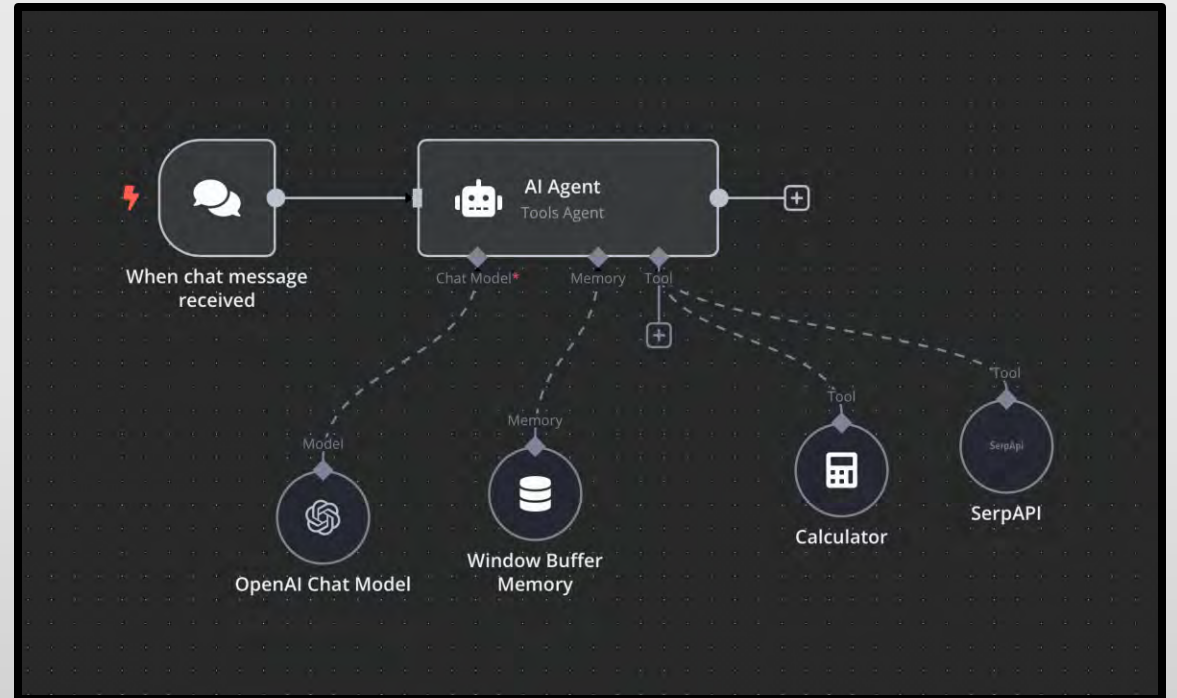 AI Agent
Tools Agent
When chat message
received
Chat Model*
Memory
Tool
Tool
Tool
Memory
Model
SerpApi
SerpAPI
Calculator
Window Buffer
Memory
OpenAI Chat Model